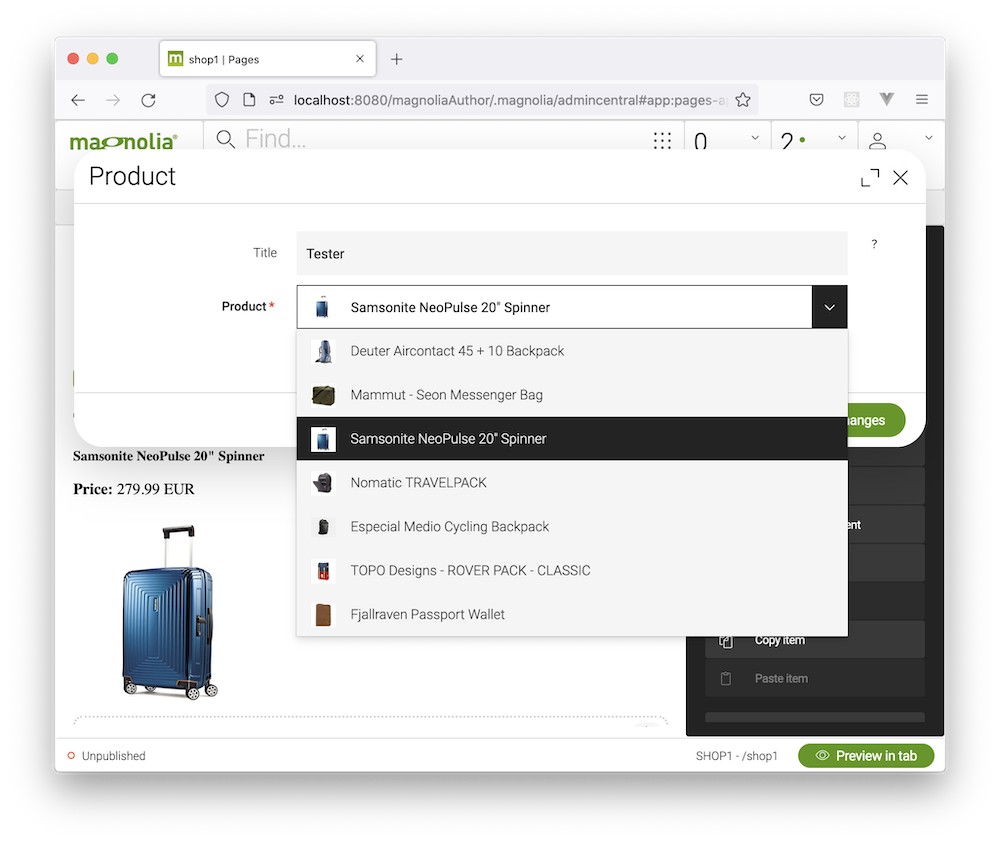 shop1 | Pages
localhost:8080/magnoliaAuthor/.magnolia/admincentral#app:pages-a
magnolia®
Find...
0
2
Product
Title
Tester
?
Product *
Samsonite NeoPulse 20" Spinner
Deuter Aircontact 45 + 10 Backpack
Mammut - Seon Messenger Bag
Samsonite NeoPulse 20" Spinner
anges
Samsonite NeoPulse 20" Spinner
Nomatic TRAVELPACK
Price: 279.99 EUR
Especial Medio Cycling Backpack
ent
TOPO Designs - ROVER PACK - CLASSIC
Fjallraven Passport Wallet
Copy item
Paste item
Unpublished
SHOP1 - /shop1
Preview in tab